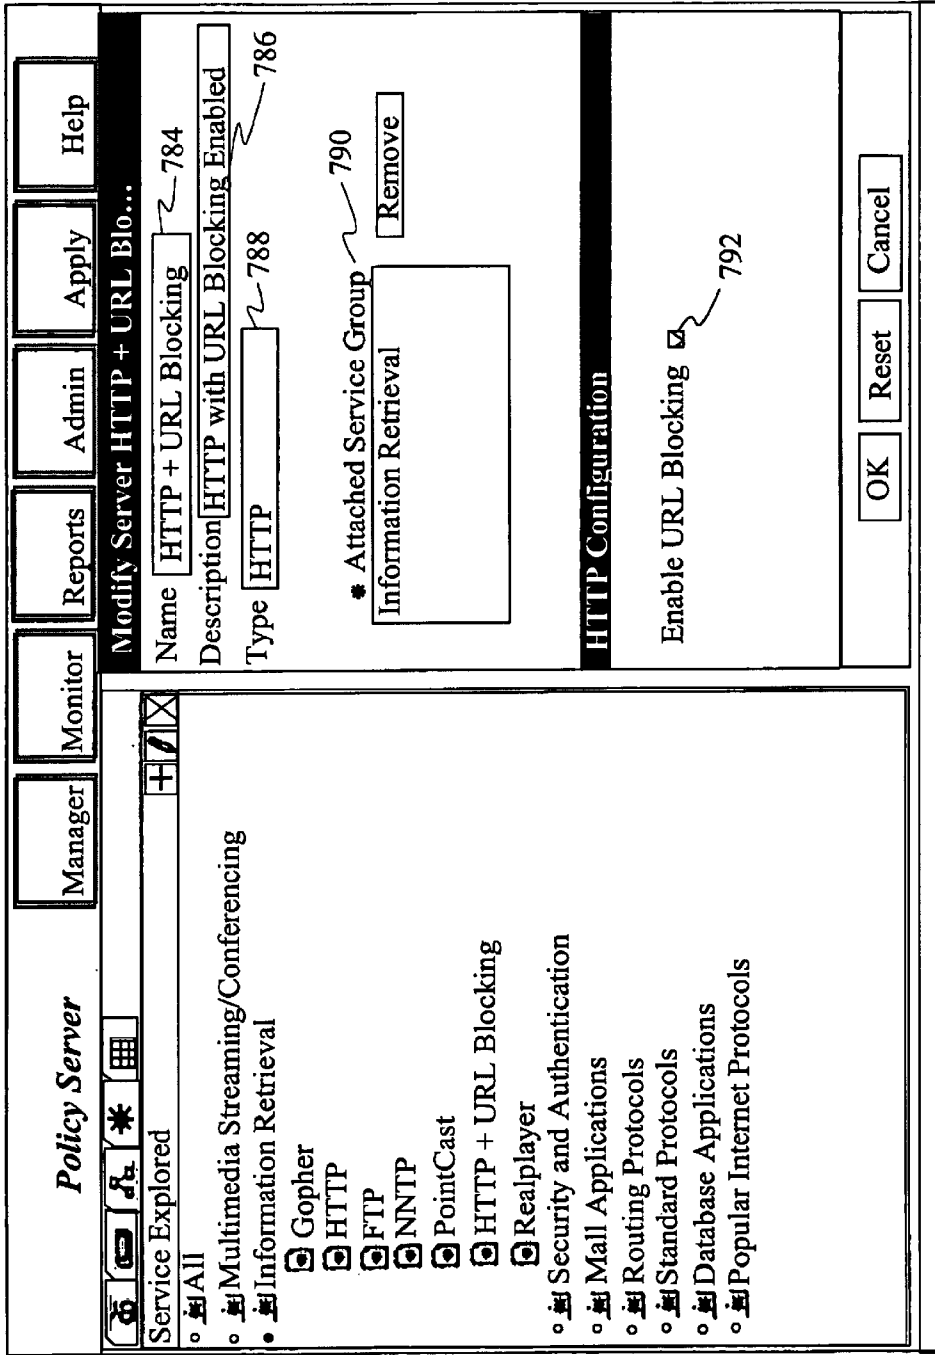 Policy Server
Manager
Monitor
Reports
Admin
Apply
Help
Service Explored
All
Multimedia Streaming/Conferencing
Information Retrieval
Gopher
HTTP
FTP
NNTP
PointCast
HTTP + URL Blocking
Realplayer
Security and Authentication
Mall Applications
Routing Protocols
Standard Protocols
Database Applications
Popular Internet Protocols
Modify Server HTTP + URL Blo...
Name HTTP + URL Blocking 784
Description HTTP with URL Blocking Enabled 786
Type HTTP 788
Attached Service Group 790
Information Retrieval
Remove
HTTP Configuration
Enable URL Blocking 792
OK
Reset
Cancel